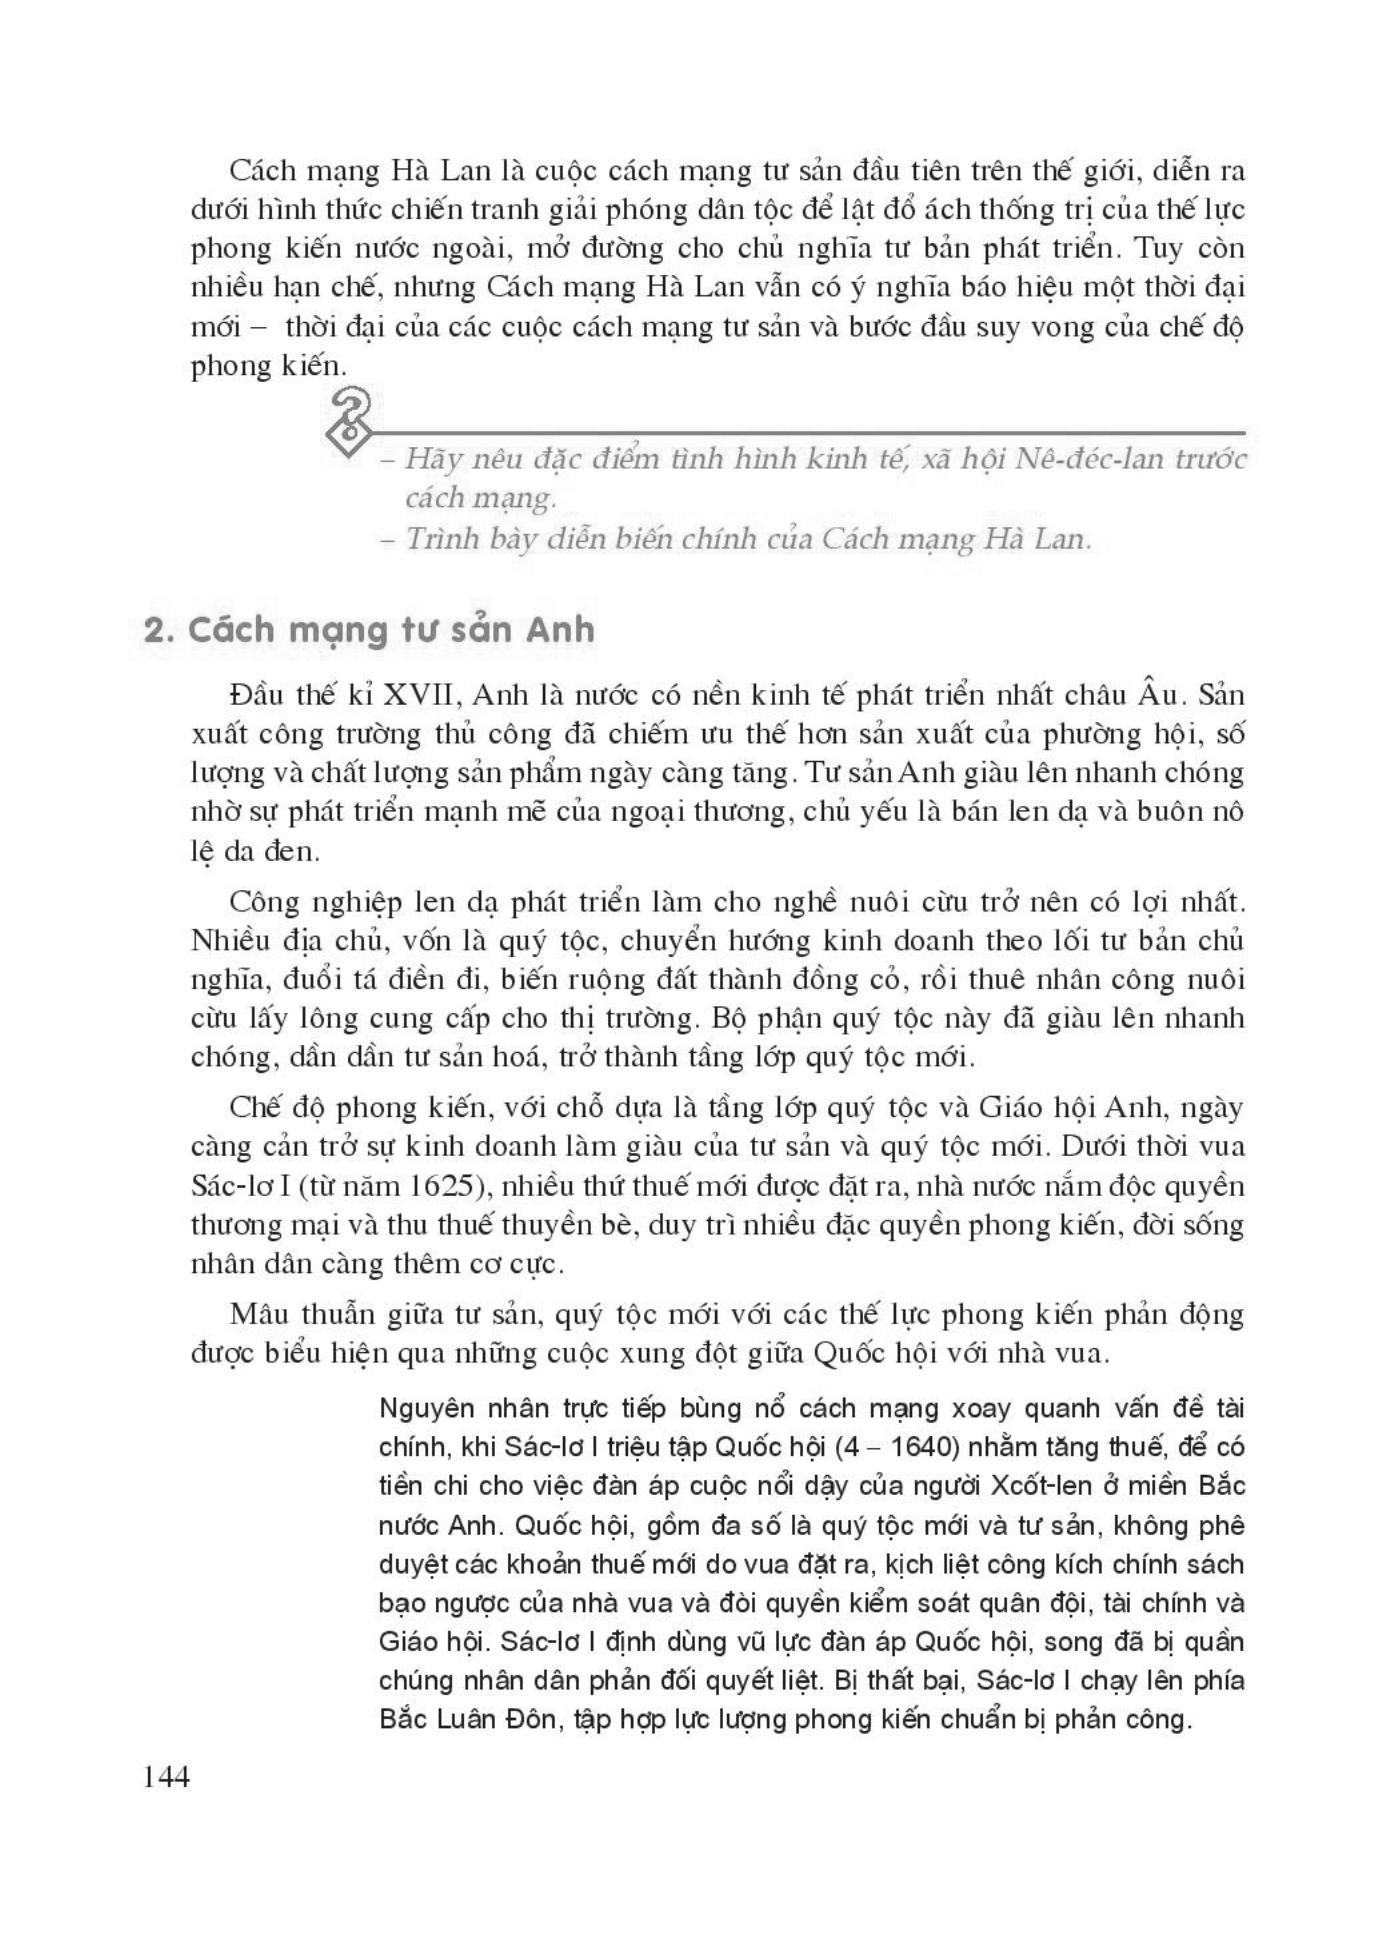 Cách mạng Hà Lan là cuộc cách mạng tư sản đầu tiên trên thế giới, diễn ra
dưới hình thức chiến tranh giải phóng dân tộc để lật đổ ách thống trị của thế lực
phong kiến nước ngoài, mở đường cho chủ nghĩa tư bản phát triển. Tuy còn
nhiều hạn chế, nhưng Cách mạng Hà Lan vẫn có ý nghĩa báo hiệu một thời đại
mới – thời đại của các cuộc cách mạng tư sản và bước đầu suy vong của chế độ
phong kiến.
– Hãy nêu đặc điểm tình hình kinh tế, xã hội Nê-đéc-lan trước
cách mạng.
– Trình bày diễn biến chính của Cách mạng Hà Lan.
2. Cách mạng tư sản Anh
Đầu thế kỉ XVII, Anh là nước có nền kinh tế phát triển nhất châu Âu. Sản
xuất công trường thủ công đã chiếm ưu thế hơn sản xuất của phường hội, số
lượng và chất lượng sản phẩm ngày càng tăng. Tư sản Anh giàu lên nhanh chóng
nhờ sự phát triển mạnh mẽ của ngoại thương, chủ yếu là bán len dạ và buôn nô
lệ da đen.
Công nghiệp len dạ phát triển làm cho nghề nuôi cừu trở nên có lợi nhất.
Nhiều địa chủ, vốn là quý tộc, chuyển hướng kinh doanh theo lối tư bản chủ
nghĩa, đuổi tá điền đi, biến ruộng đất thành đồng cỏ, rồi thuê nhân công nuôi
cừu lấy lông cung cấp cho thị trường. Bộ phận quý tộc này đã giàu lên nhanh
chóng, dần dần tư sản hoá, trở thành tầng lớp quý tộc mới.
Chế độ phong kiến, với chỗ dựa là tầng lớp quý tộc và Giáo hội Anh, ngày
càng cản trở sự kinh doanh làm giàu của tư sản và quý tộc mới. Dưới thời vua
Sác-lơ I (từ năm 1625), nhiều thứ thuế mới được đặt ra, nhà nước nắm độc quyền
thương mại và thu thuế thuyền bè, duy trì nhiều đặc quyền phong kiến, đời sống
nhân dân càng thêm cơ cực.
Mâu thuẫn giữa tư sản, quý tộc mới với các thế lực phong kiến phản động
được biểu hiện qua những cuộc xung đột giữa Quốc hội với nhà vua.
Nguyên nhân trực tiếp bùng nổ cách mạng xoay quanh vấn đề tài
chính, khi Sác-lơ I triệu tập Quốc hội (4 – 1640) nhằm tăng thuế, để có
tiền chi cho việc đàn áp cuộc nổi dậy của người Xcốt-len ở miền Bắc
nước Anh. Quốc hội, gồm đa số là quý tộc mới và tư sản, không phê
duyệt các khoản thuế mới do vua đặt ra, kịch liệt công kích chính sách
bạo ngược của nhà vua và đòi quyền kiểm soát quân đội, tài chính và
Giáo hội. Sác-lơ I định dùng vũ lực đàn áp Quốc hội, song đã bị quần
chúng nhân dân phản đối quyết liệt. Bị thất bại, Sác-lơ I chạy lên phía
Bắc Luân Đôn, tập hợp lực lượng phong kiến chuẩn bị phản công.
144